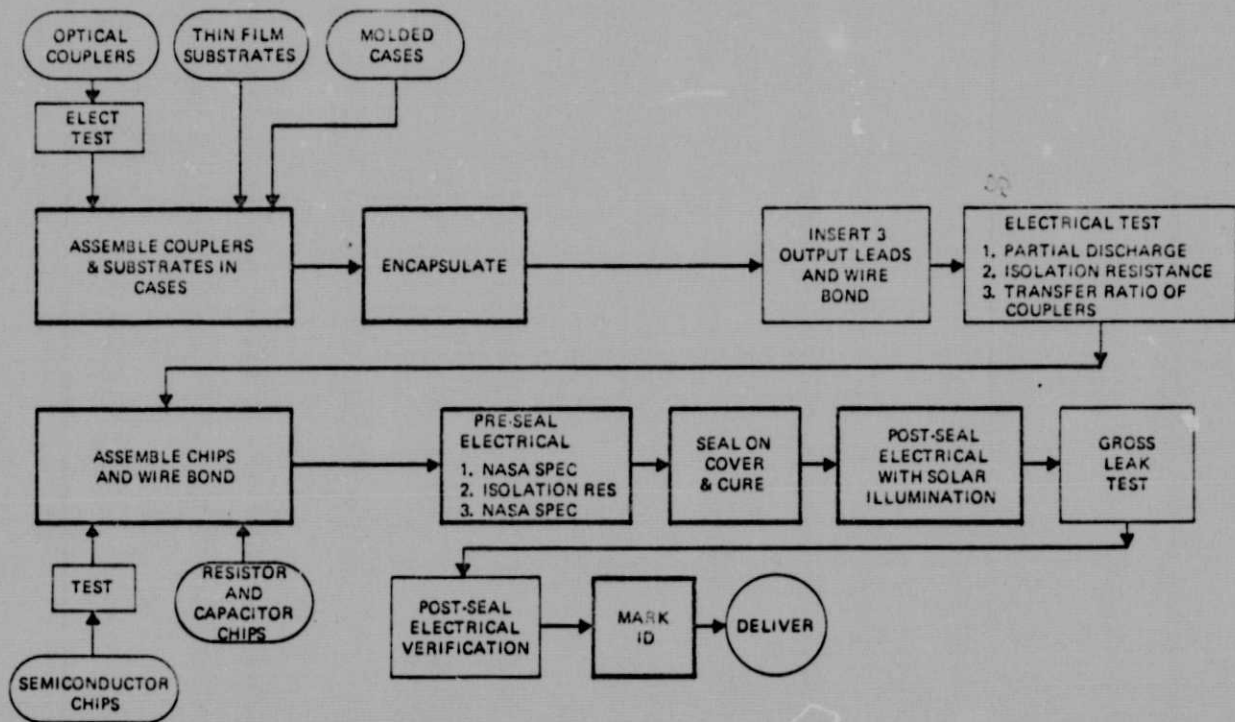 OPTICAL
COUPLERS
THIN FILM
SUBSTRATES
MOLDED
CASES
ELECT
TEST
ASSEMBLE COUPLERS
& SUBSTRATES IN
CASES
ENCAPSULATE
INSERT 3
OUTPUT LEADS
AND WIRE
BOND
ELECTRICAL TEST
1. PARTIAL DISCHARGE
2. ISOLATION RESISTANCE
3. TRANSFER RATIO OF
COUPLERS
ASSEMBLE CHIPS
AND WIRE BOND
PRE-SEAL
ELECTRICAL
1. NASA SPEC
2. ISOLATION RES
3. NASA SPEC
SEAL ON
COVER
& CURE
POST-SEAL
ELECTRICAL
WITH SOLAR
ILLUMINATION
GROSS
LEAK
TEST
TEST
RESISTOR
AND
CAPACITOR
CHIPS
SEMICONDUCTOR
CHIPS
POST-SEAL
ELECTRICAL
VERIFICATION
MARK
ID
DELIVER